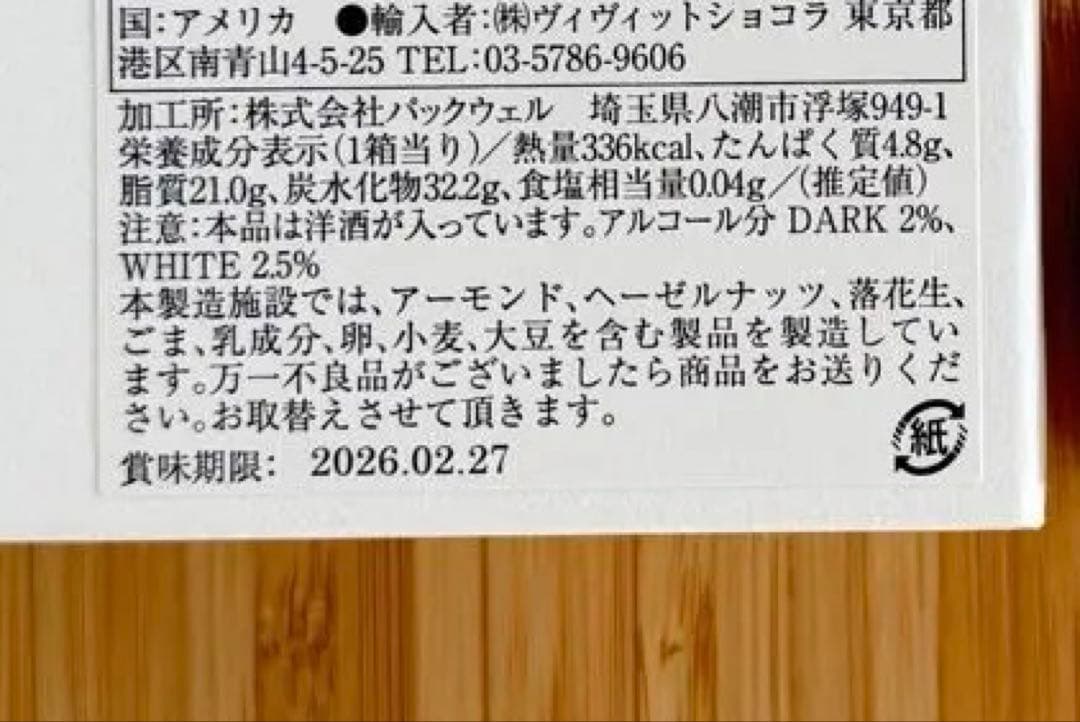 国：アメリカ　●輸入者：㈱ヴィヴィットショコラ 東京都
港区南青山4-5-25 TEL：03-5786-9606
加工所：株式会社パックウェル　埼玉県八潮市浮塚949-1
栄養成分表示（1箱当り）／熱量336kcal、たんぱく質4.8g、
脂質21.0g、炭水化物32.2g、食塩相当量0.04g／（推定値）
注意：本品は洋酒が入っています。アルコール分 DARK 2%、
WHITE 2.5%
本製造施設では、アーモンド、ヘーゼルナッツ、落花生、
ごま、乳成分、卵、小麦、大豆を含む製品を製造してい
ます。万一不良品がございましたら商品をお送りくだ
さい。お取替えさせて頂きます。
賞味期限：　2026.02.27
紙